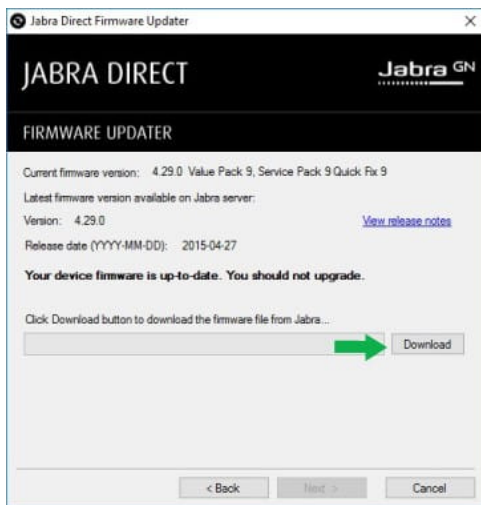 Jabra Direct Firmware Updater
JABRA DIRECT
Jabra GN
FIRMWARE UPDATER
Current firmware version: 4.29.0 Value Pack 9, Service Pack 9 Quick Fix 9
Latest firmware version available on Jabra server:
Version: 4.29.0 View release notes
Release date (YYYY-MM-DD): 2015-04-27
Your device firmware is up-to-date. You should not upgrade.
Click Download button to download the firmware file from Jabra...
Download
< Back Next > Cancel